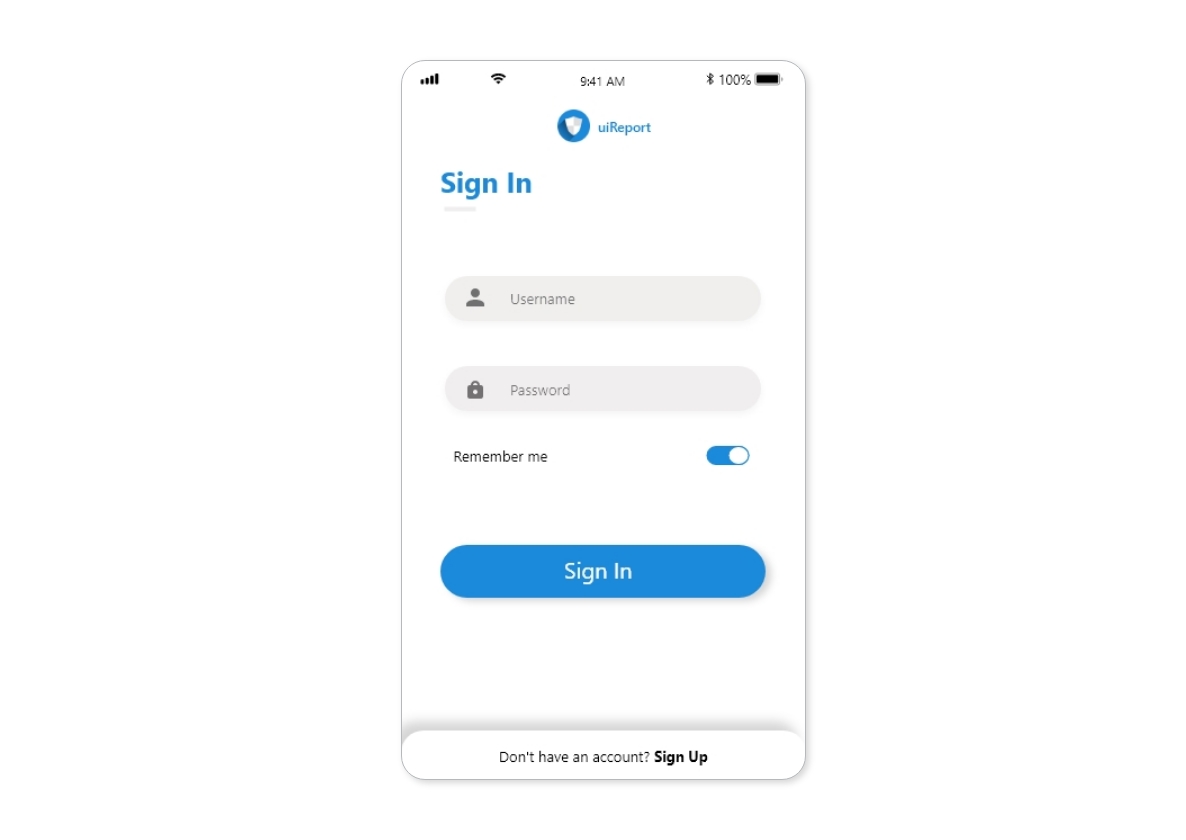 9:41 AM 100%
uiReport
Sign In
Username
Password
Remember me
Sign In
Don't have an account? Sign Up